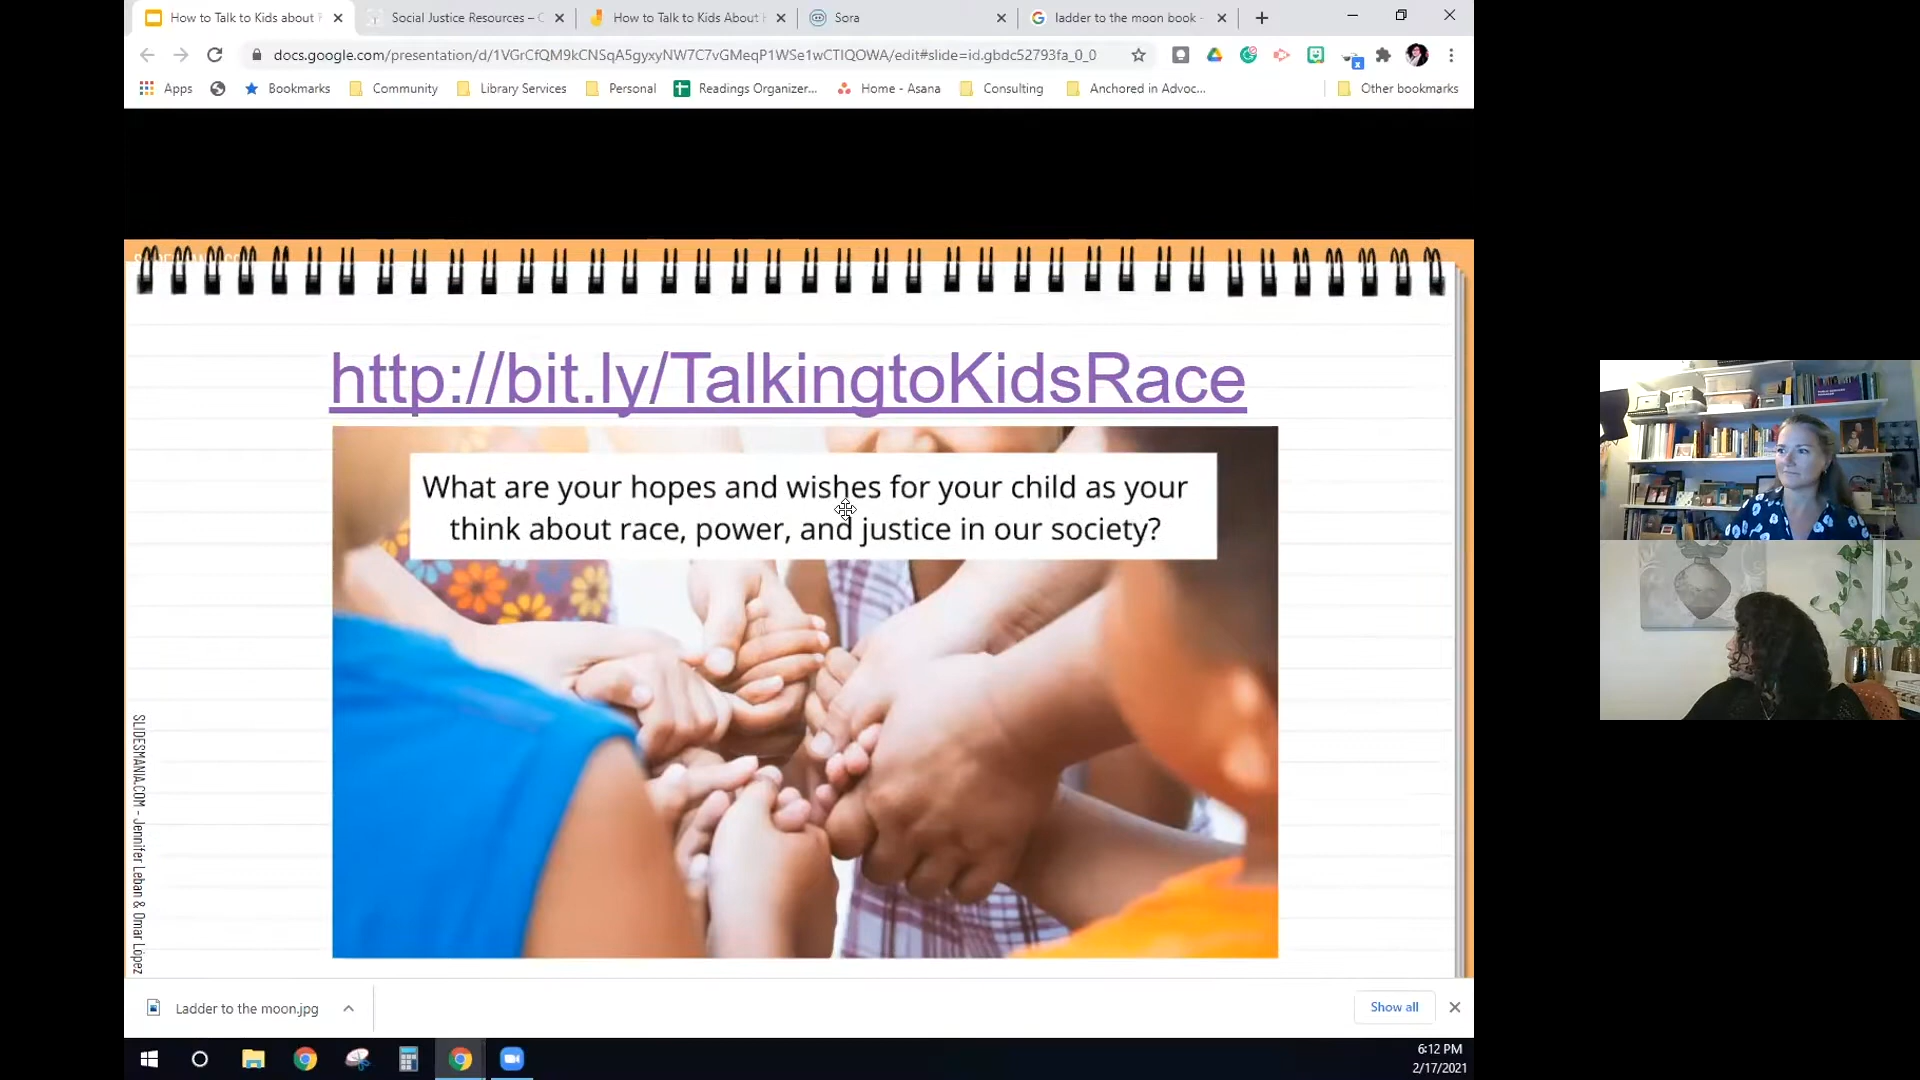 How to Talk to Kids about
Social Justice Resources –
How to Talk to Kids About
Sora
ladder to the moon book -
docs.google.com/presentation/d/1VGrCfQM9kCNSqA5gyxyNW7C7vGMeqP1WSe1wCTIQOWA/edit#slide=id.gbdc52793fa_0_0
Apps
Bookmarks
Community
Library Services
Personal
Readings Organizer...
Home - Asana
Consulting
Anchored in Advoc...
Other bookmarks
http://bit.ly/TalkingtoKidsRace
What are your hopes and wishes for your child as your
think about race, power, and justice in our society?
SLIDESMANIA.COM - Jennifer Leban & Omar López
Ladder to the moon.jpg
Show all
6:12 PM
2/17/2021